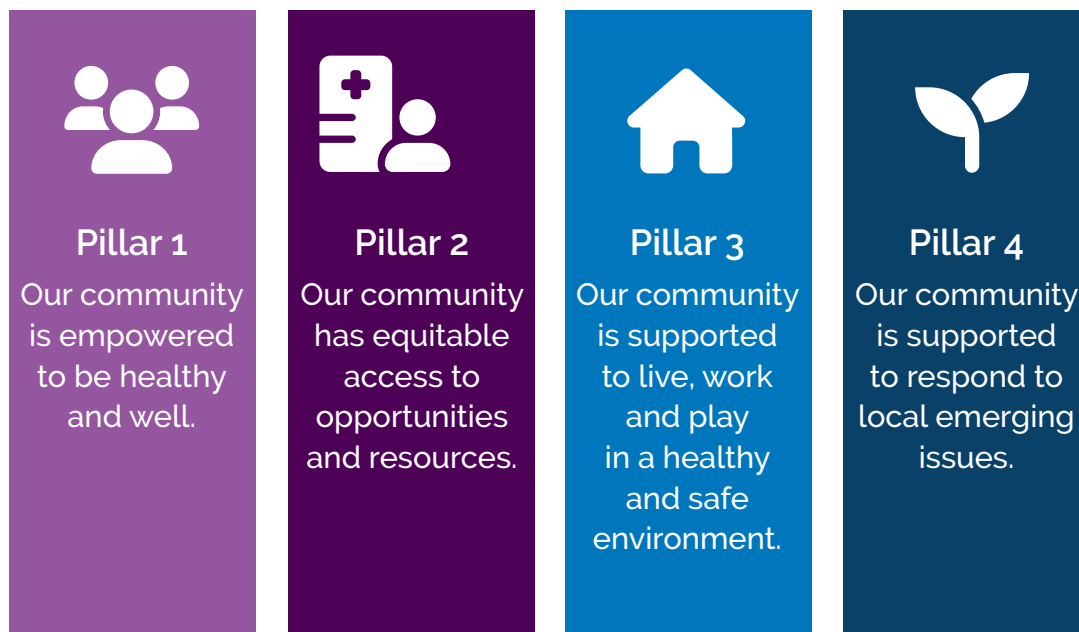 Pillar 1
Our community
is empowered
to be healthy
and well.
Pillar 2
Our community
has equitable
access to
opportunities
and resources.
Pillar 3
Our community
is supported
to live, work
and play
in a healthy
and safe
environment.
Pillar 4
Our community
is supported
to respond to
local emerging
issues.